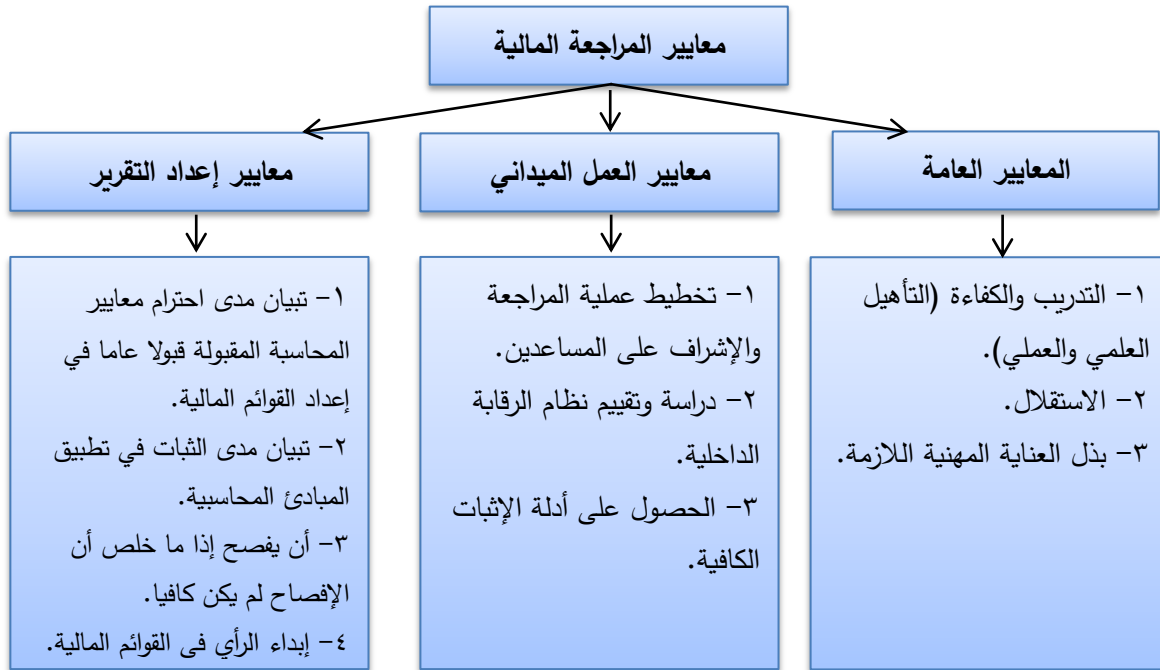 معايير المراجعة المالية
المعايير العامة
معايير العمل الميداني
معايير إعداد التقرير
١- التدريب والكفاءة (التأهيل
العلمي والعملي).
٢- الاستقلال.
٣- بذل العناية المهنية اللازمة.
١- تخطيط عملية المراجعة
والإشراف على المساعدين.
٢- دراسة وتقييم نظام الرقابة
الداخلية.
٣- الحصول على أدلة الإثبات
الكافية.
١- تبيان مدى احترام معايير
المحاسبة المقبولة قبولا عاما في
إعداد القوائم المالية.
٢- تبيان مدى الثبات في تطبيق
المبادئ المحاسبية.
٣- أن يفصح إذا ما خلص أن
الإفصاح لم يكن كافيا.
٤- إبداء الرأي في القوائم المالية.